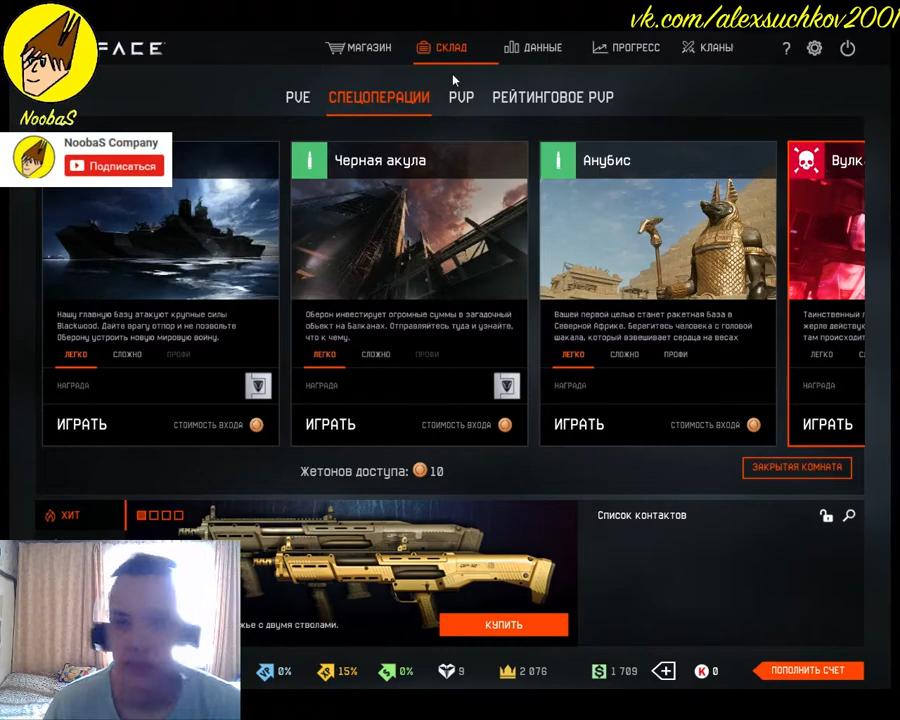 vk.com/alexsuchkov2001
FACE
МАГАЗИН
СКЛАД
ДАННЫЕ
ПРОГРЕСС
КЛАНЫ
?
NoobaS
PVE
СПЕЦОПЕРАЦИИ
PVP
РЕЙТИНГОВОЕ PVP
NoobaS Company
Подписаться
Черная акула
Анубис
Вулк
Нашу главную базу атакуют крупные силы
Blackwood. Дайте врагу отпор и не позвольте
Оберону устроить новую мировую войну.
ЛЕГКО
СЛОЖНО
ПРОФИ
НАГРАДА
ИГРАТЬ
СТОИМОСТЬ ВХОДА
Оберон инвестирует огромные суммы в загадочный
объект на Балканах. Отправляйтесь туда и узнайте,
что к чему.
ЛЕГКО
СЛОЖНО
ПРОФИ
НАГРАДА
ИГРАТЬ
СТОИМОСТЬ ВХОДА
Вашей первой целью станет ракетная база в
Северной Африке. Берегитесь человека с головой
шакала, который взвешивает сердца на весах
ЛЕГКО
СЛОЖНО
ПРОФИ
НАГРАДА
ИГРАТЬ
СТОИМОСТЬ ВХОДА
Таинственный
жерле действу
там происходит
ЛЕГКО
НАГРАДА
ИГРАТЬ
Жетонов доступа: 10
ЗАКРЫТАЯ КОМНАТА
ХИТ
Список контактов
жье с двумя стволами.
КУПИТЬ
0%
15%
0%
9
2 076
1 709
K 0
ПОПОЛНИТЬ СЧЕТ